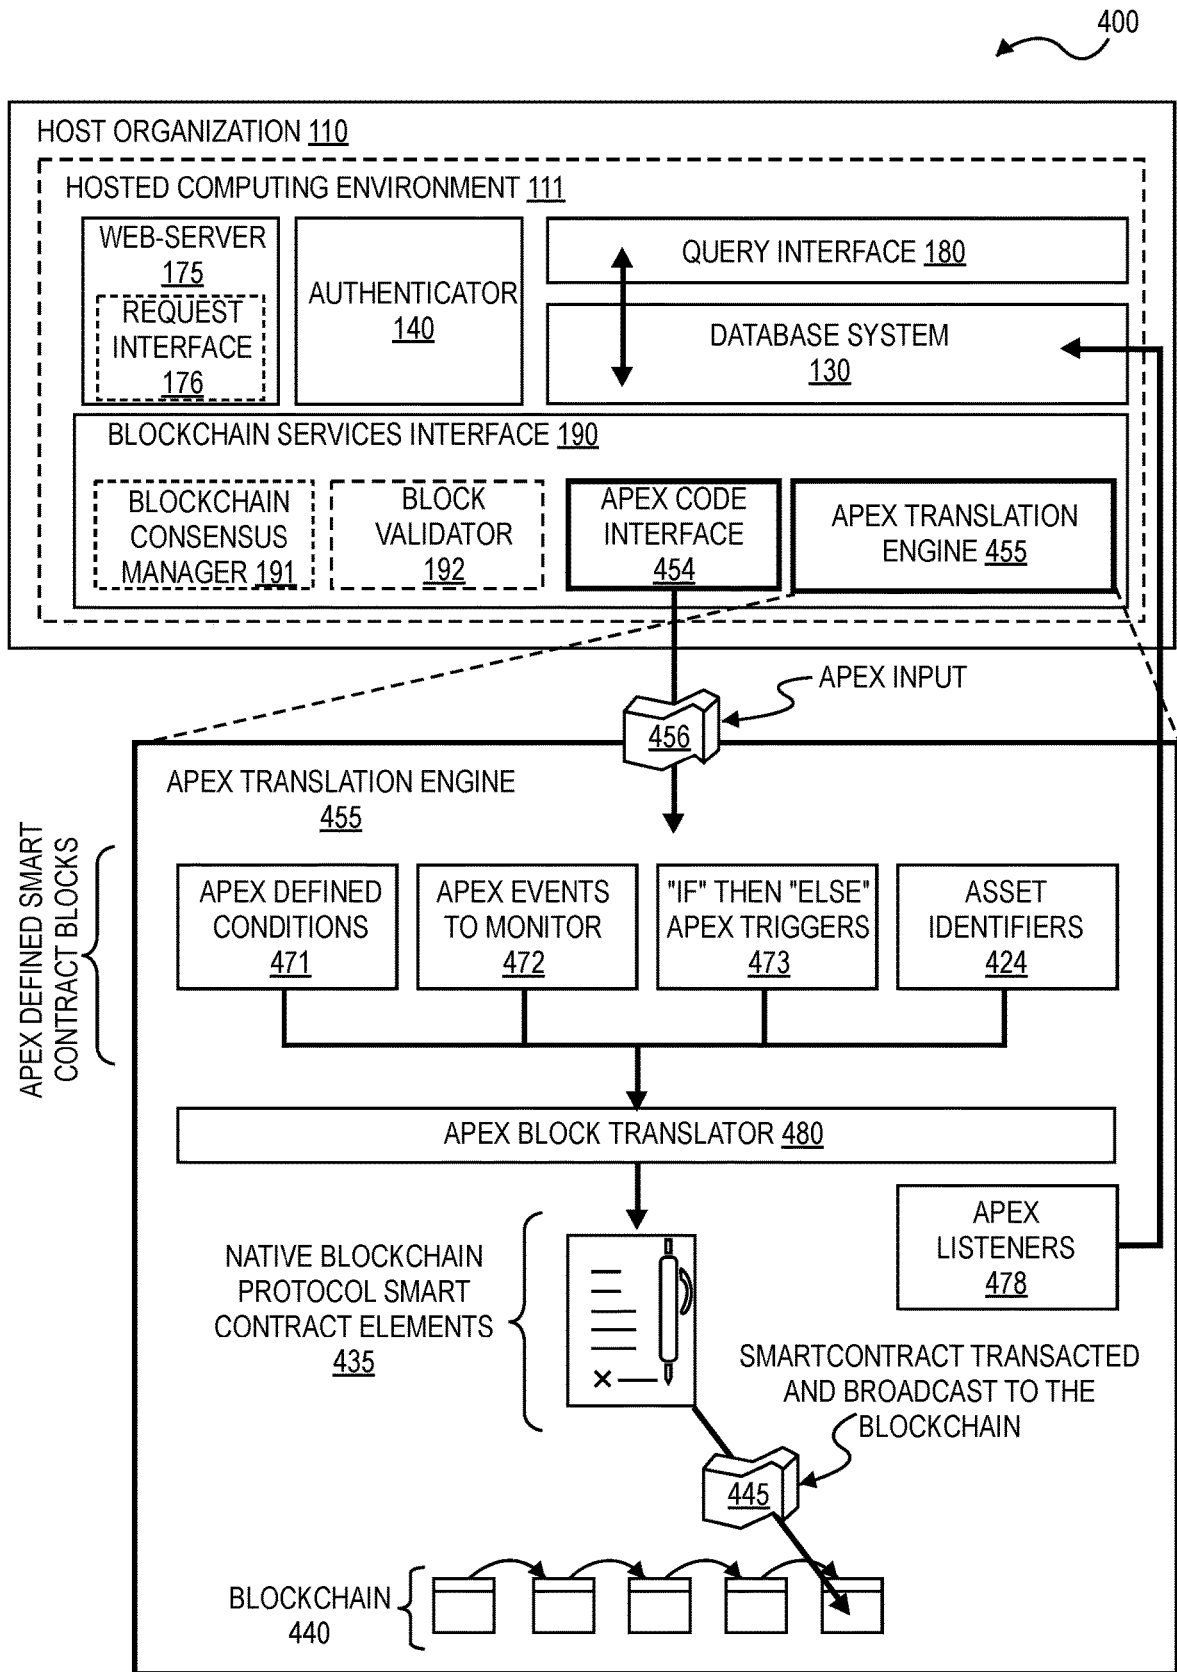 400
HOST ORGANIZATION 110
HOSTED COMPUTING ENVIRONMENT 111
WEB-SERVER
175
REQUEST
INTERFACE
176
AUTHENTICATOR
140
QUERY INTERFACE 180
DATABASE SYSTEM
130
BLOCKCHAIN SERVICES INTERFACE 190
BLOCKCHAIN
CONSENSUS
MANAGER 191
BLOCK
VALIDATOR
192
APEX CODE
INTERFACE
454
APEX TRANSLATION
ENGINE 455
APEX INPUT
456
APEX TRANSLATION ENGINE
455
APEX DEFINED SMART
CONTRACT BLOCKS
APEX DEFINED
CONDITIONS
471
APEX EVENTS
TO MONITOR
472
"IF" THEN "ELSE"
APEX TRIGGERS
473
ASSET
IDENTIFIERS
424
APEX BLOCK TRANSLATOR 480
APEX
LISTENERS
478
NATIVE BLOCKCHAIN
PROTOCOL SMART
CONTRACT ELEMENTS
435
SMARTCONTRACT TRANSACTED
AND BROADCAST TO THE
BLOCKCHAIN
445
BLOCKCHAIN
440